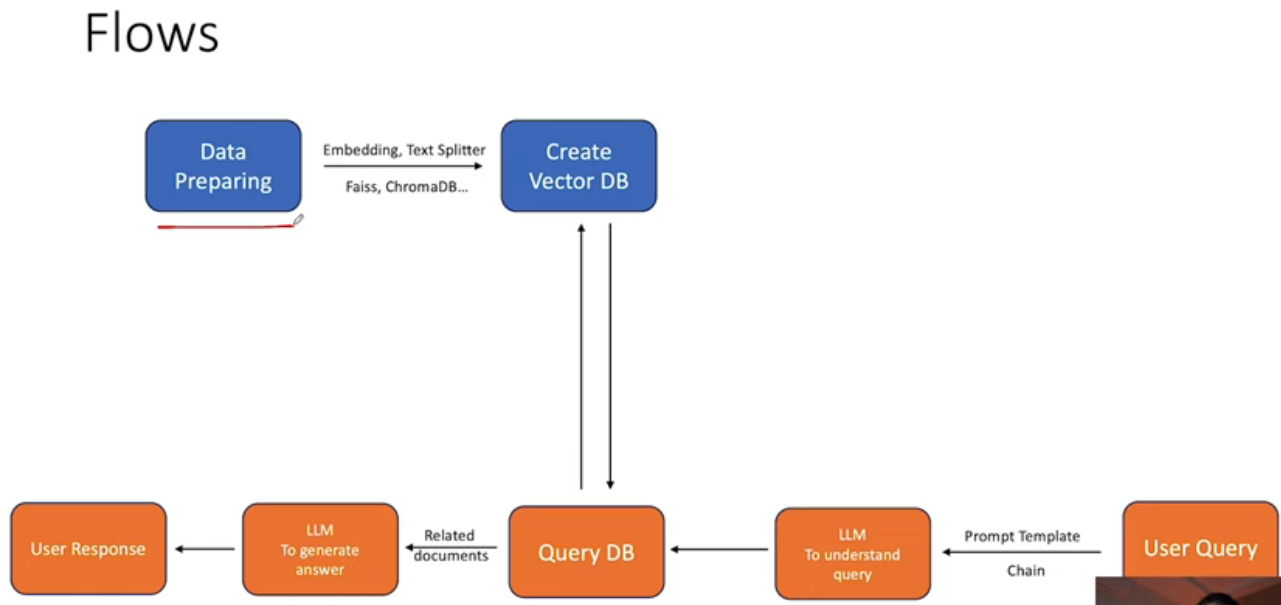 Flows
Data
Preparing
Embedding, Text Splitter
Faiss, ChromaDB...
Create
Vector DB
User Response
LLM
To generate
answer
Related
documents
Query DB
LLM
To understand
query
Prompt Template
Chain
User Query